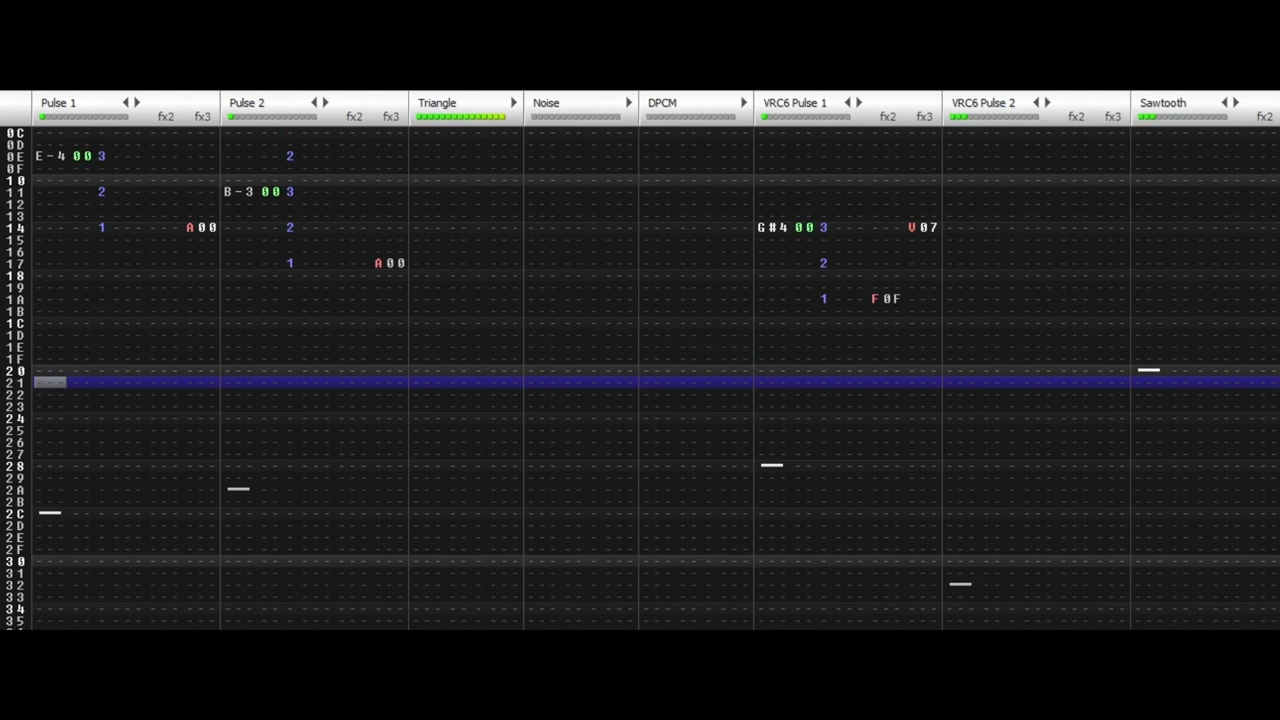 Pulse 1 Pulse 2 Triangle Noise DPCM VRC6 Pulse 1 VRC6 Pulse 2 Sawtooth
fx2 fx3 fx2 fx3 fx2 fx3 fx2 fx3 fx2
0C
0D
0E E-4 00 3 2
0F
10
11 2 B-3 00 3
12
13
14 1 A00 2 G#4 00 3 V07
15
16
17 1 A00 2
18
19
1A 1 F0F
1B
1C
1D
1E
1F
20
21
22
23
24
25
26
27
28
29
2A
2B
2C
2D
2E
2F
30
31
32
33
34
35